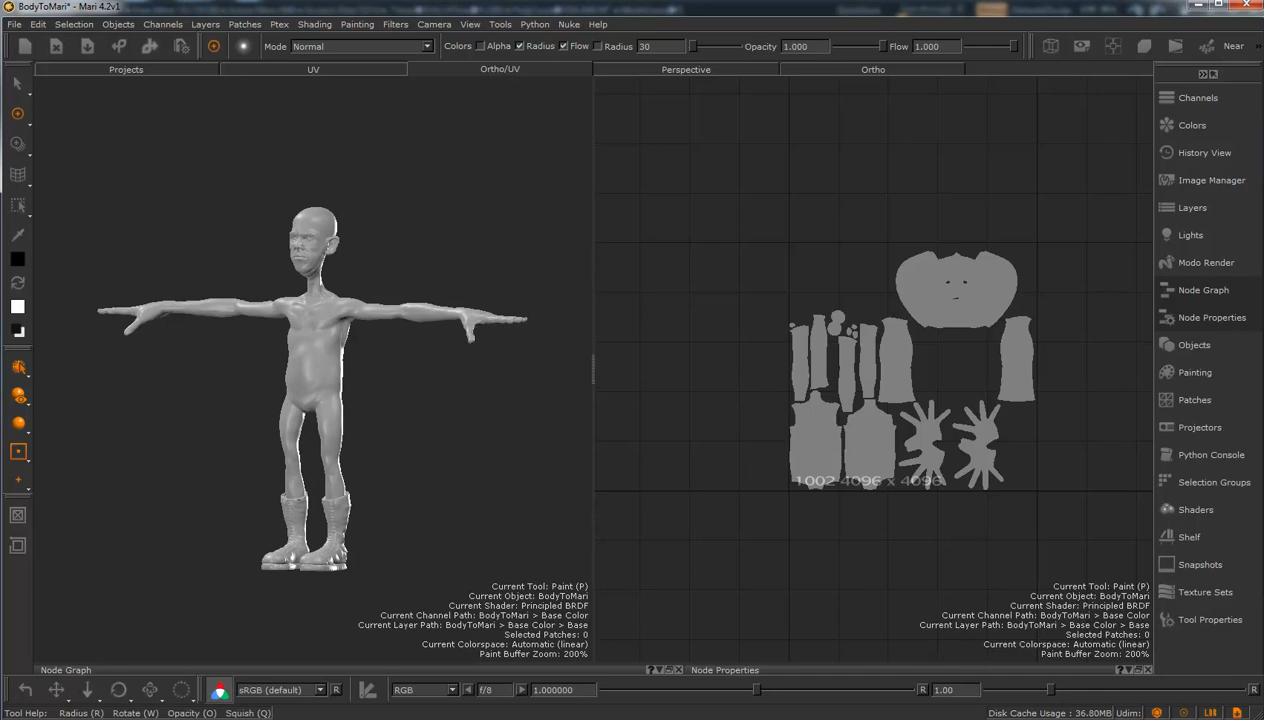 BodyToMari* - Mari 4.2v1
File Edit Selection Objects Channels Layers Patches Ptex Shading Painting Filters Camera View Tools Python Nuke Help
Mode Normal Colors Alpha Radius Flow Radius 30 Opacity 1.000 Flow 1.000 Near
Projects UV Ortho/UV Perspective Ortho
Channels
Colors
History View
Image Manager
Layers
Lights
Modo Render
Node Graph
Node Properties
Objects
Painting
Patches
Projectors
Python Console
Selection Groups
Shaders
Shelf
Snapshots
Texture Sets
Tool Properties
1002 4096 x 4096
Current Tool: Paint (P)
Current Object: BodyToMari
Current Shader: Principled BRDF
Current Channel Path: BodyToMari > Base Color
Current Layer Path: BodyToMari > Base Color > Base
Selected Patches: 0
Current Colorspace: Automatic (linear)
Paint Buffer Zoom: 200%
Current Tool: Paint (P)
Current Object: BodyToMari
Current Shader: Principled BRDF
Current Channel Path: BodyToMari > Base Color
Current Layer Path: BodyToMari > Base Color > Base
Selected Patches: 0
Current Colorspace: Automatic (linear)
Paint Buffer Zoom: 200%
Node Graph Node Properties
sRGB (default) R RGB f/8 1.000000 R 1.00 R
Tool Help: Radius (R) Rotate (W) Opacity (O) Squish (Q) Disk Cache Usage : 36.80MB Udim: